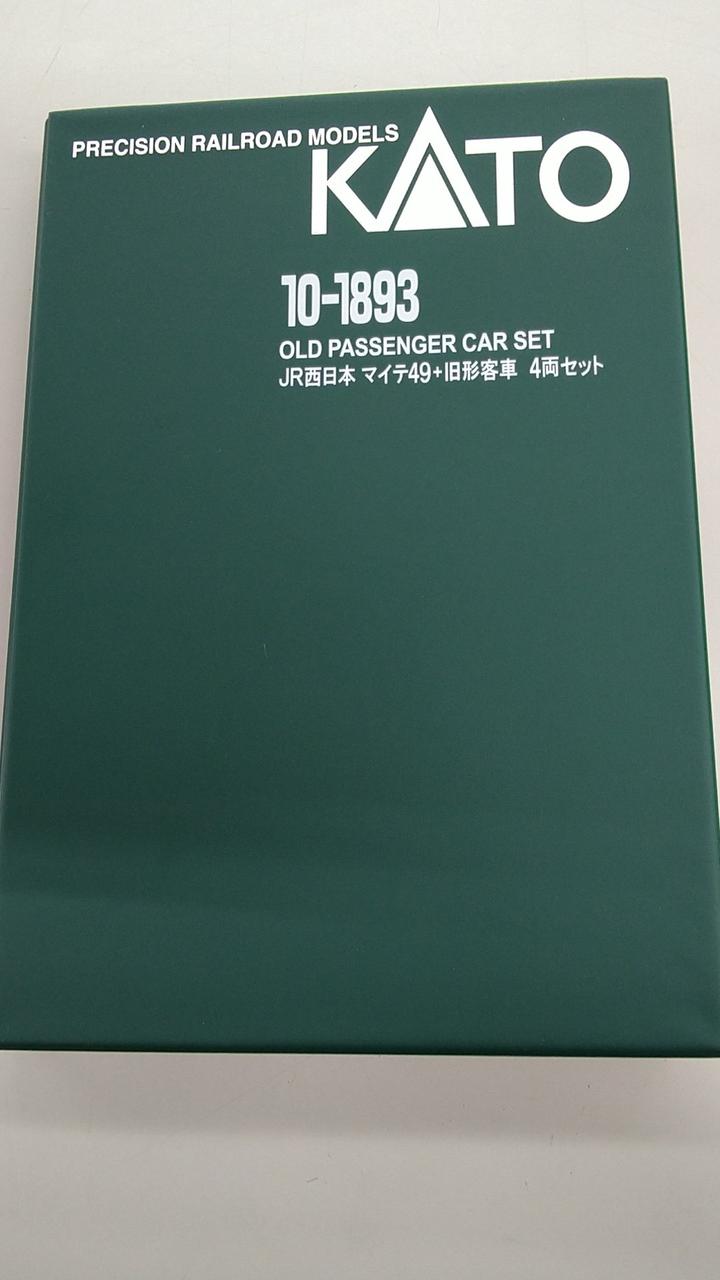 PRECISION RAILROAD MODELS
KATO
10-1893
OLD PASSENGER CAR SET
JR西日本 マイテ49+旧形客車 4両セット